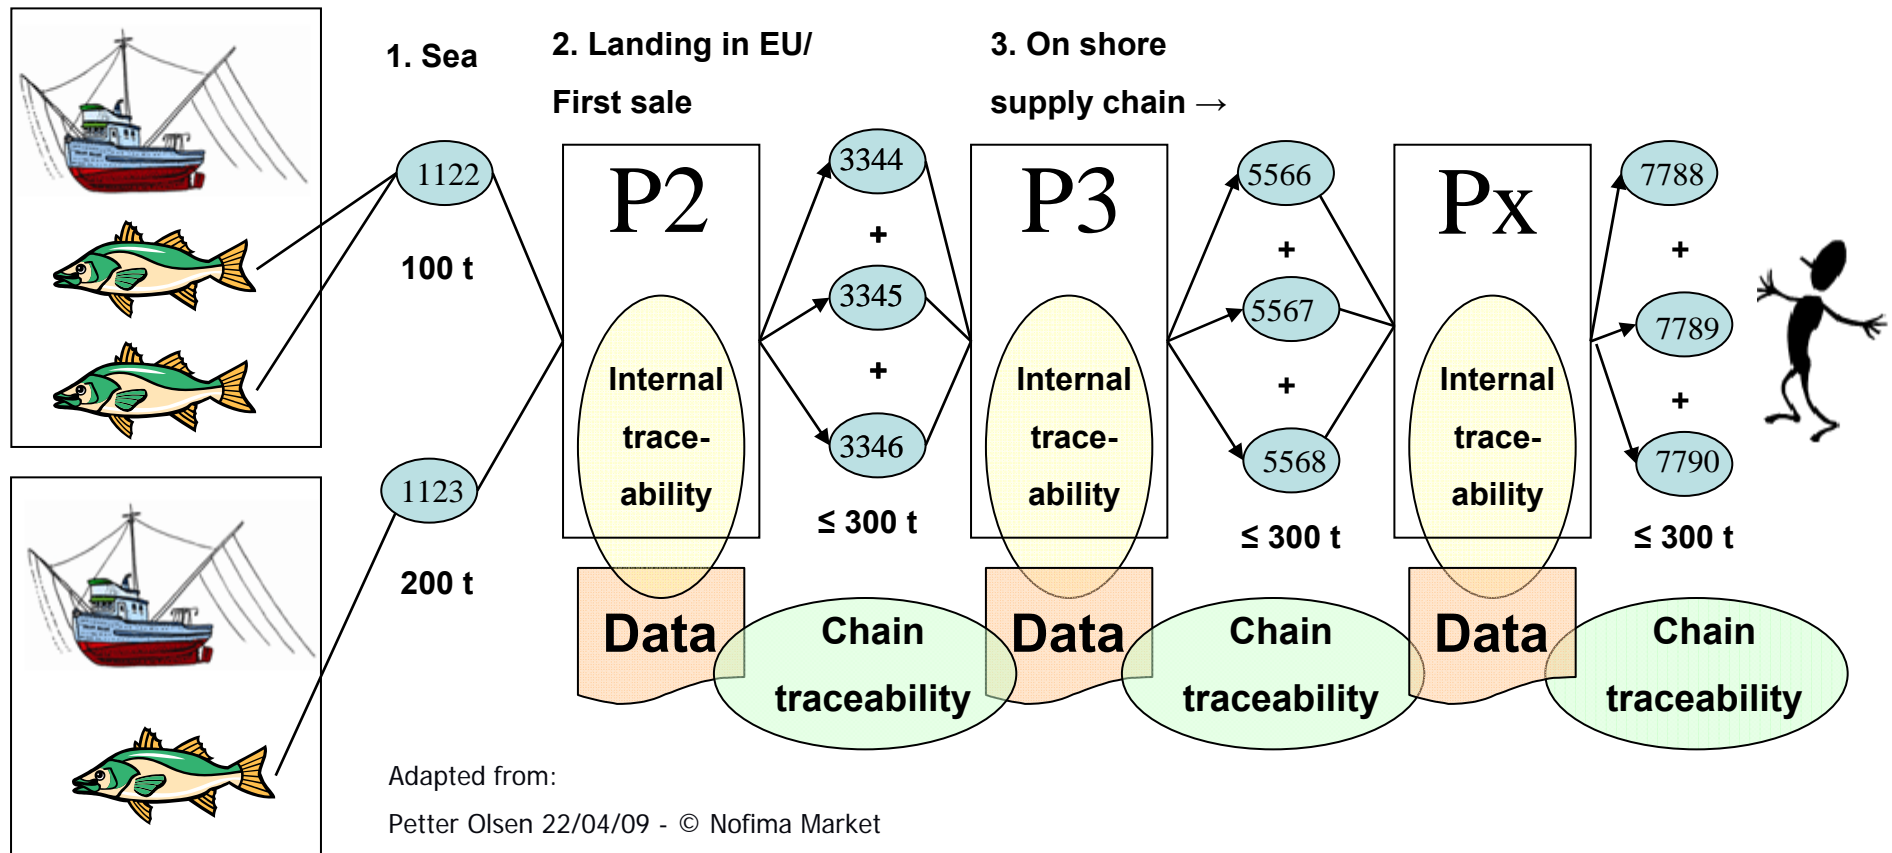 1. Sea
2. Landing in EU/
First sale
3. On shore
supply chain →
1122
100 t
1123
200 t
P2
Internal
trace-
ability
Data
3344
+
3345
+
3346
≤ 300 t
Chain
traceability
P3
Internal
trace-
ability
Data
5566
+
5567
+
5568
≤ 300 t
Chain
traceability
Px
Internal
trace-
ability
Data
7788
+
7789
+
7790
≤ 300 t
Chain
traceability
Adapted from:
Petter Olsen 22/04/09 - © Nofima Market